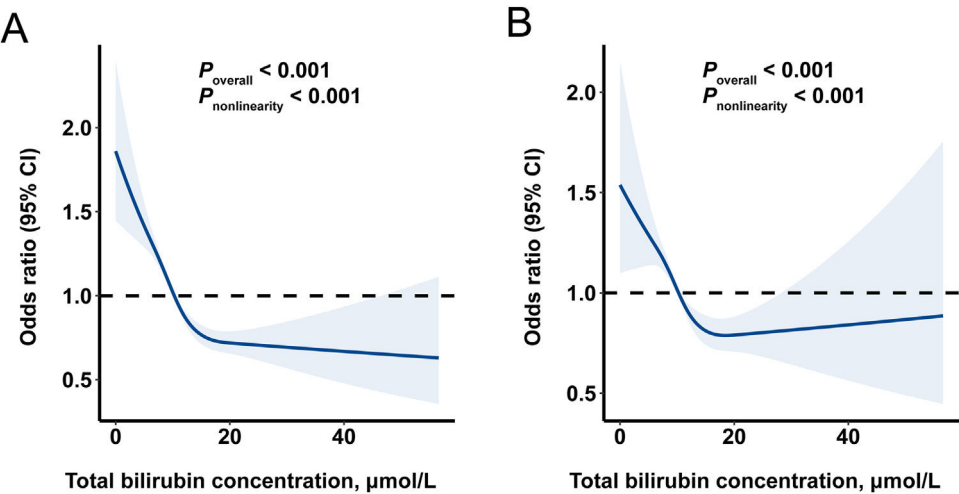 A
P overall < 0.001
P nonlinearity < 0.001
Odds ratio (95% CI)
2.0
1.5
1.0
0.5
0
20
40
Total bilirubin concentration, μmol/L
B
P overall < 0.001
P nonlinearity < 0.001
Odds ratio (95% CI)
2.0
1.5
1.0
0.5
0
20
40
Total bilirubin concentration, μmol/L